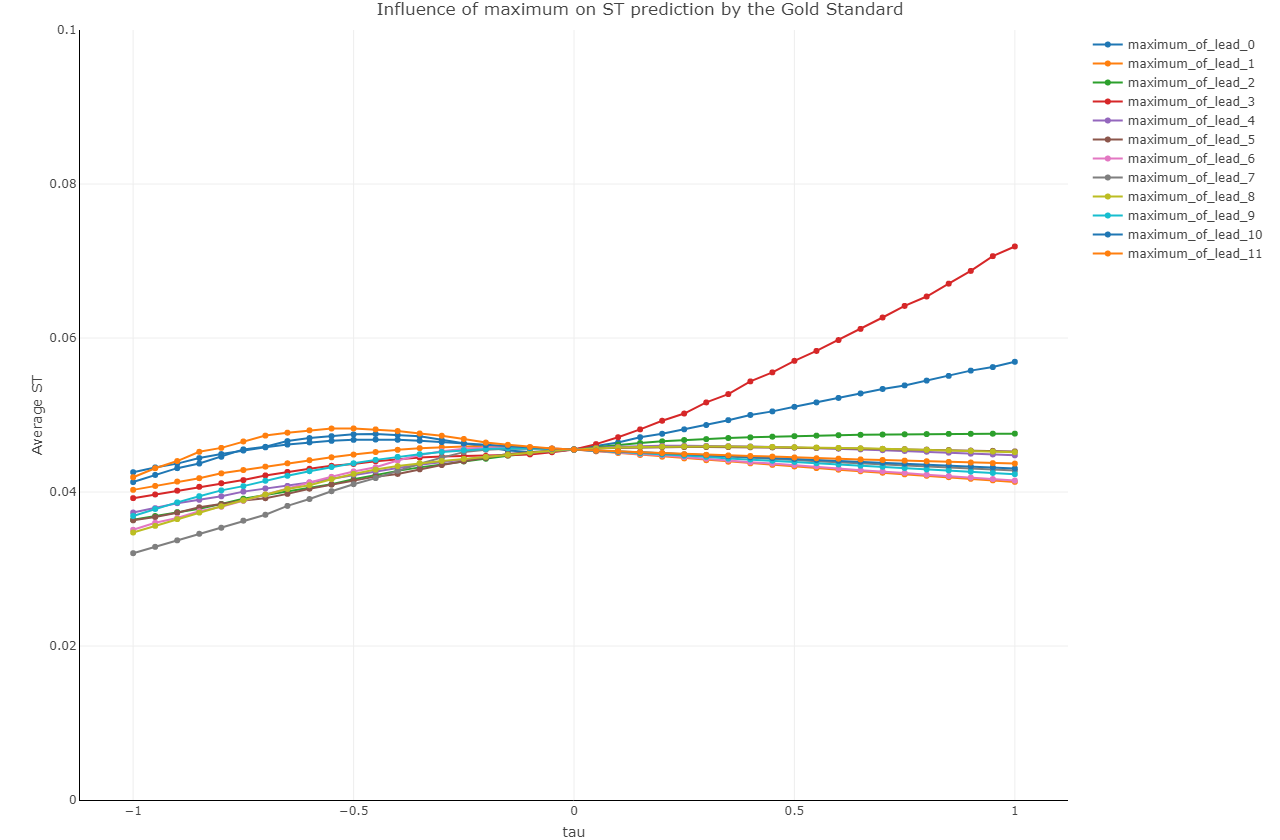 Influence of maximum on ST prediction by the Gold Standard
0.1
0.08
0.06
0.04
0.02
0
Average ST
−1
−0.5
0
0.5
1
tau
maximum_of_lead_0
maximum_of_lead_1
maximum_of_lead_2
maximum_of_lead_3
maximum_of_lead_4
maximum_of_lead_5
maximum_of_lead_6
maximum_of_lead_7
maximum_of_lead_8
maximum_of_lead_9
maximum_of_lead_10
maximum_of_lead_11